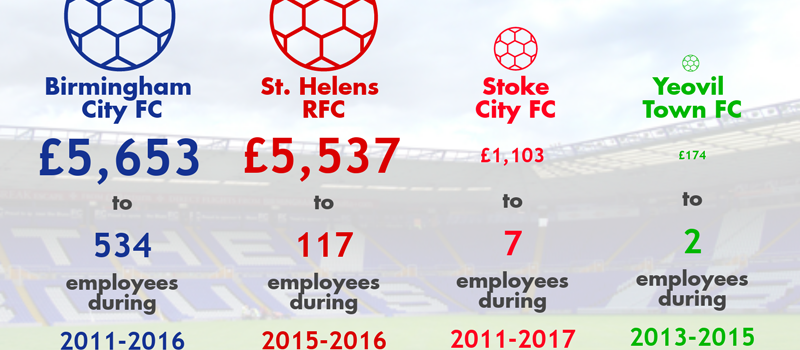 Birmingham
City FC
£5,653
to
534
employees
during
2011-2016
St. Helens
RFC
£5,537
to
117
employees
during
2015-2016
Stoke
City FC
£1,103
to
7
employees
during
2011-2017
Yeovil
Town FC
£174
to
2
employees
during
2013-2015
THE